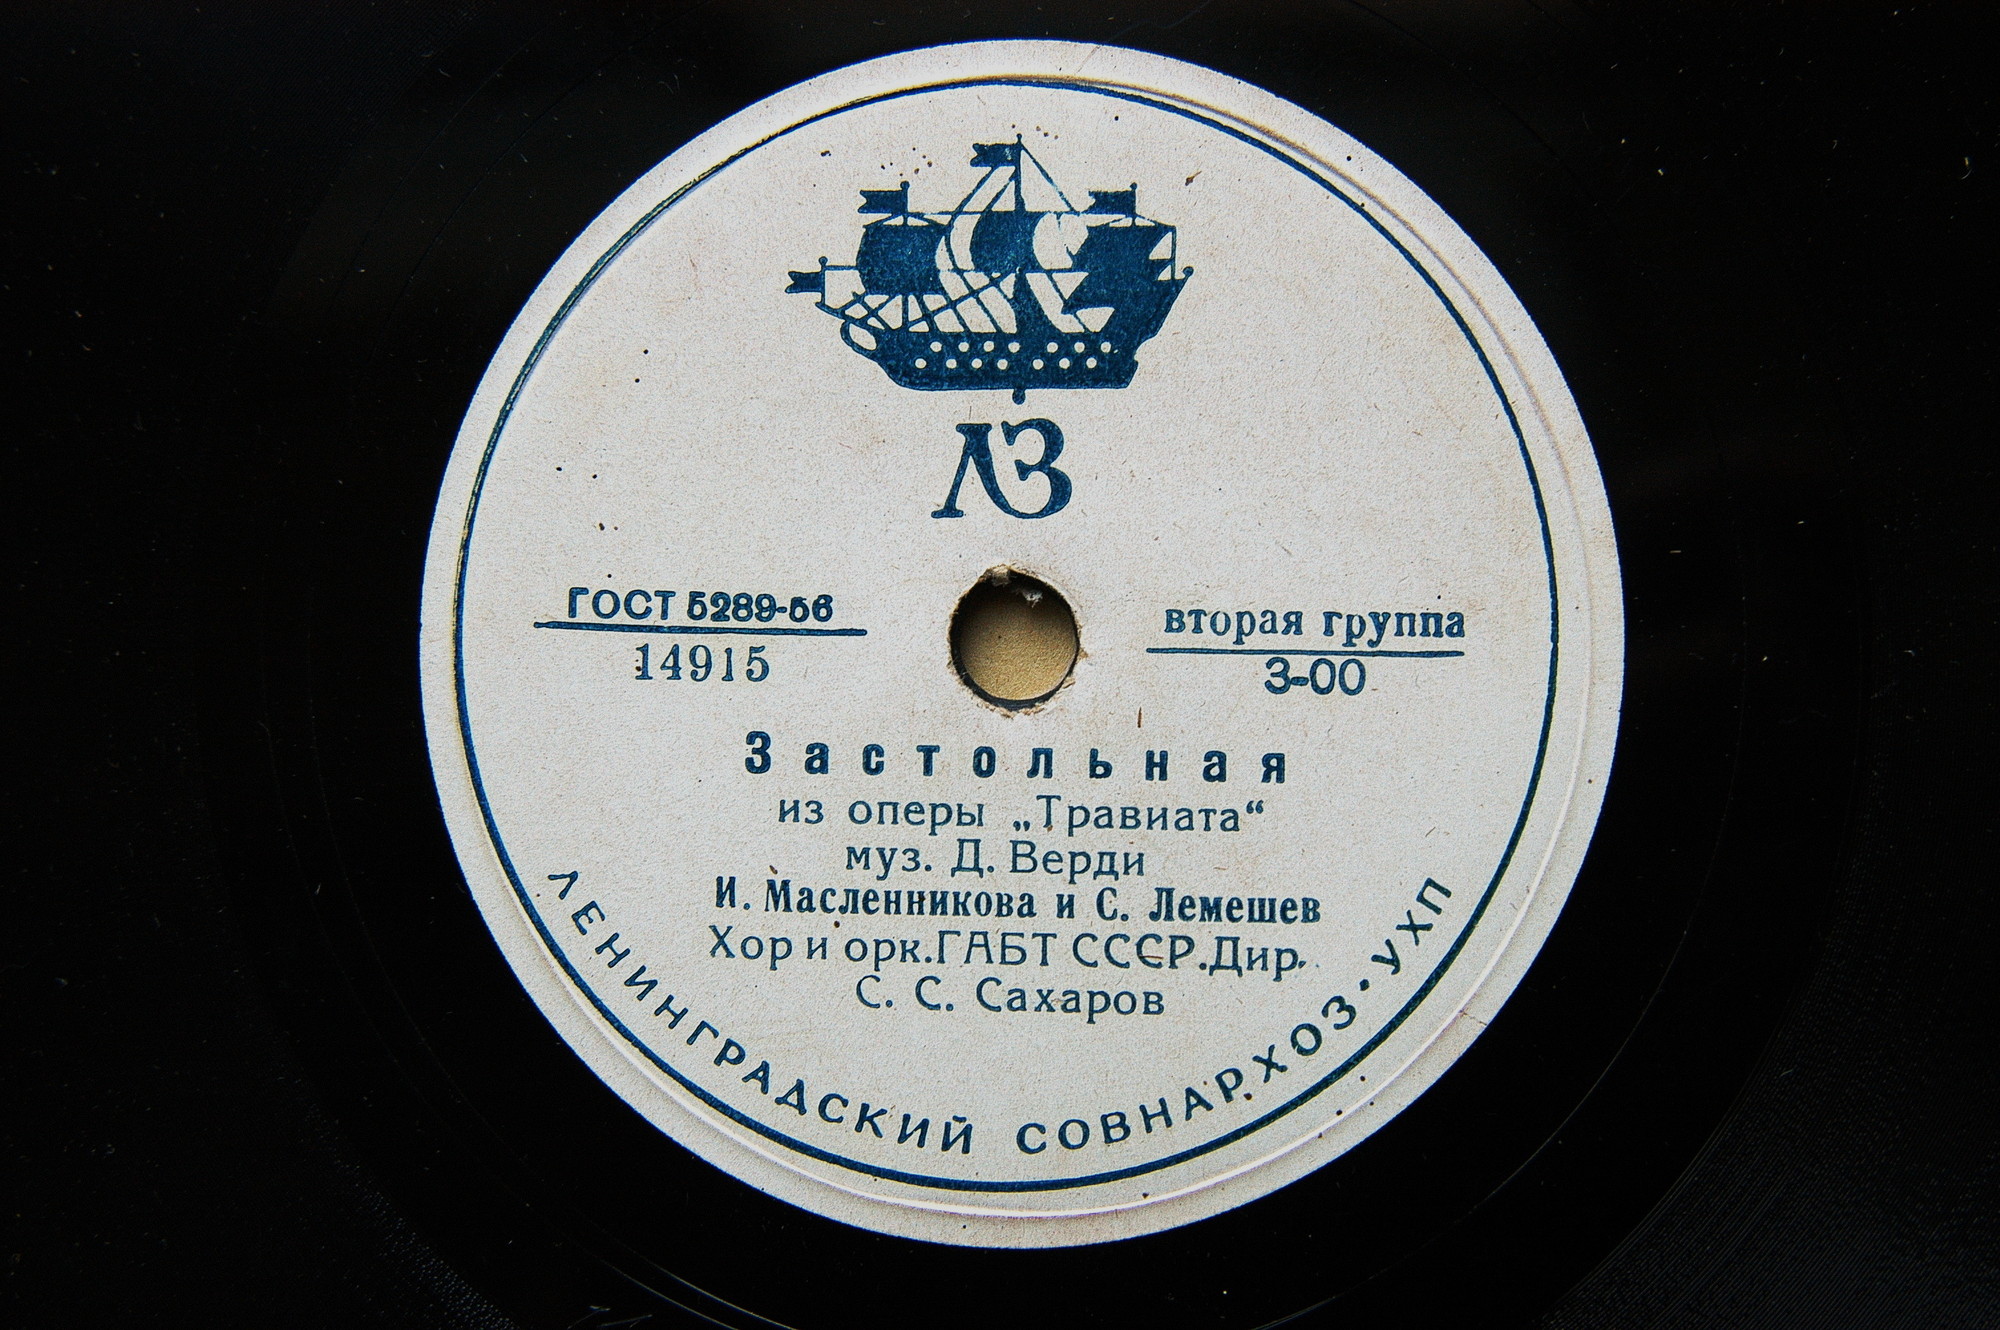 ЛЗ
ГОСТ 5289-56
14915
вторая группа
3-00
Застольная
из оперы „Травиата“
муз. Д. Верди
И. Масленникова и С. Лемешев
Хор и орк.ГАБТ СССР.Дир.
С. С. Сахаров
ЛЕНИНГРАДСКИЙ СОВНАРХОЗ·УХП